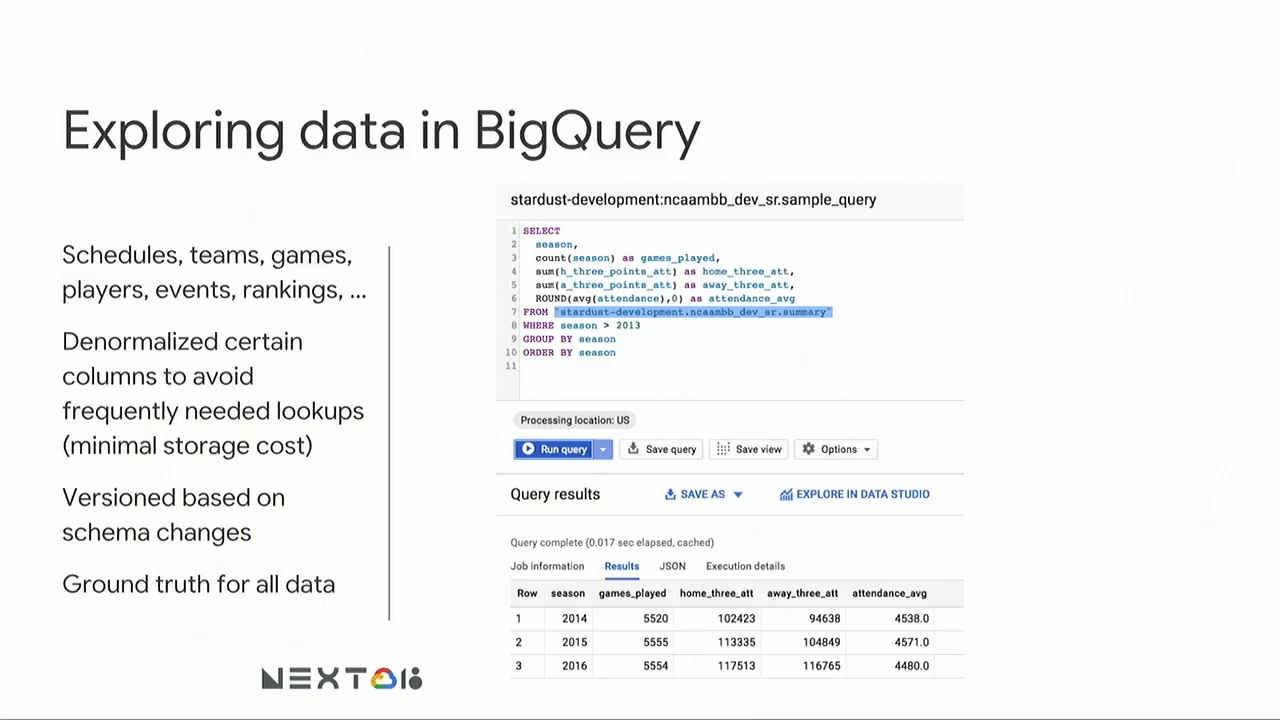 Exploring data in BigQuery
Schedules, teams, games,
players, events, rankings, ...
Denormalized certain
columns to avoid
frequently needed lookups
(minimal storage cost)
Versioned based on
schema changes
Ground truth for all data
stardust-development:ncaambb_dev_sr.sample_query
1 SELECT
2 season,
3 count(season) as games_played,
4 sum(h_three_points_att) as home_three_att,
5 sum(a_three_points_att) as away_three_att,
6 ROUND(avg(attendance),0) as attendance_avg
7 FROM `stardust-development.ncaambb_dev_sr.summary`
8 WHERE season > 2013
9 GROUP BY season
10 ORDER BY season
11
Processing location: US
Run query Save query Save view Options
Query results SAVE AS EXPLORE IN DATA STUDIO
Query complete (0.017 sec elapsed, cached)
Job information Results JSON Execution details
Row season games_played home_three_att away_three_att attendance_avg
1 2014 5520 102423 94638 4538.0
2 2015 5555 113335 104849 4571.0
3 2016 5554 117513 116765 4480.0
NEXT 18